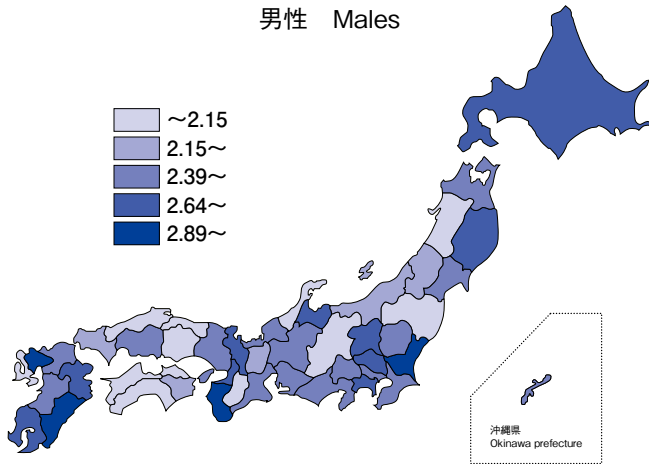 男性 Males
～2.15
2.15～
2.39～
2.64～
2.89～
沖縄県
Okinawa prefecture